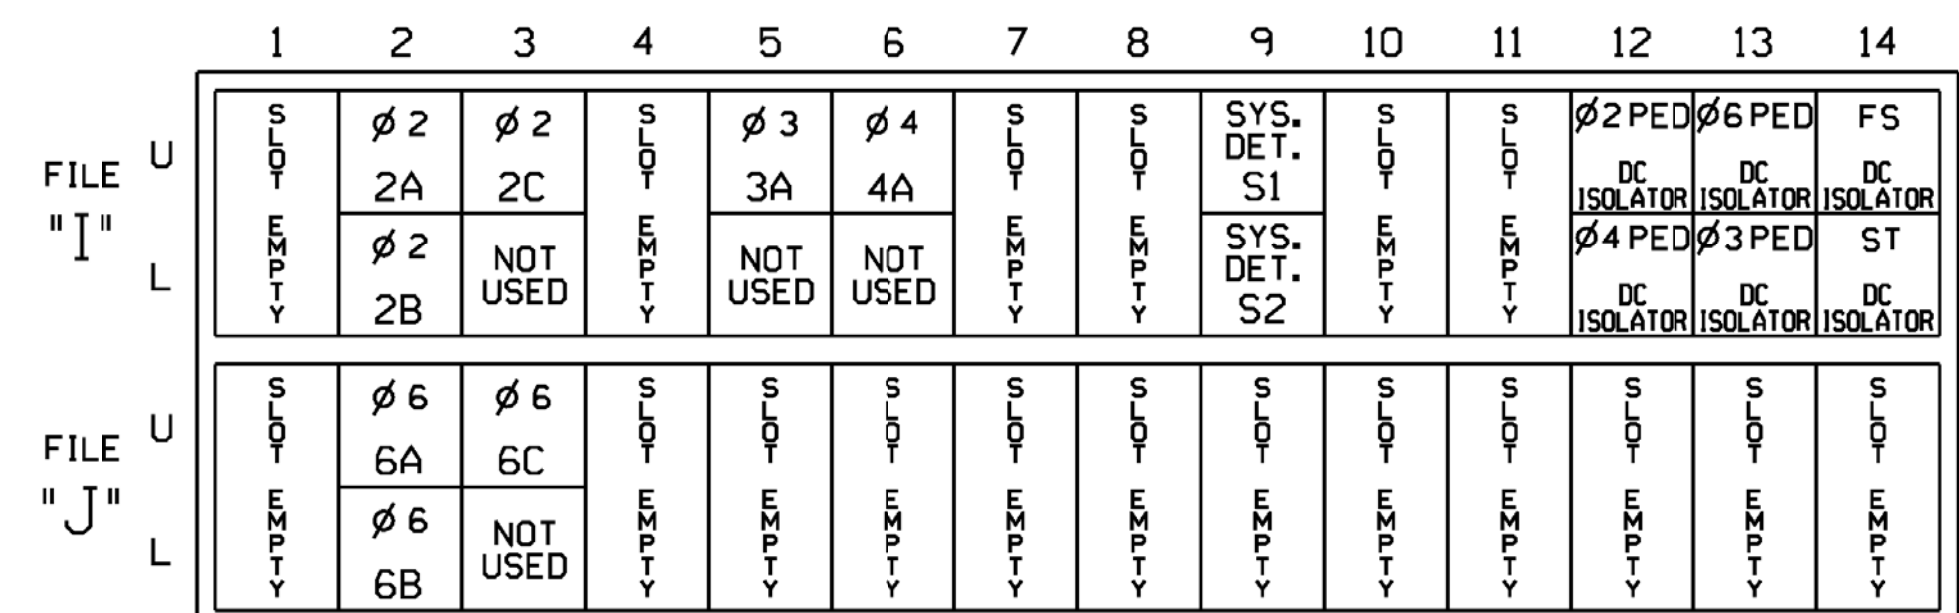 1 2 3 4 5 6 7 8 9 10 11 12 13 14
FILE "I"
U
SLOT EMPTY
ø 2
2A
ø 2
2C
SLOT EMPTY
ø 3
3A
ø 4
4A
SLOT EMPTY
SLOT EMPTY
SYS.
DET.
S1
SLOT EMPTY
SLOT EMPTY
ø2 PED
DC
ISOLATOR
ø6 PED
DC
ISOLATOR
FS
DC
ISOLATOR
L
ø 2
2B
NOT
USED
NOT
USED
NOT
USED
SYS.
DET.
S2
ø4 PED
DC
ISOLATOR
ø3 PED
DC
ISOLATOR
ST
DC
ISOLATOR
FILE "J"
U
SLOT EMPTY
ø 6
6A
ø 6
6C
SLOT EMPTY
SLOT EMPTY
SLOT EMPTY
SLOT EMPTY
SLOT EMPTY
SLOT EMPTY
SLOT EMPTY
SLOT EMPTY
SLOT EMPTY
SLOT EMPTY
SLOT EMPTY
L
ø 6
6B
NOT
USED